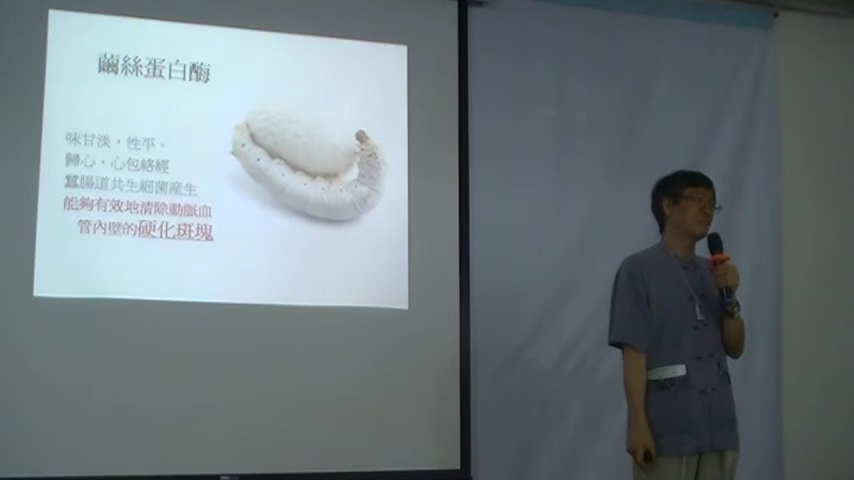 繭絲蛋白酶
味甘淡，性平。
歸心，心包絡經
蠶腸道共生細菌產生
能夠有效地清除動脈血
管內壁的硬化斑塊